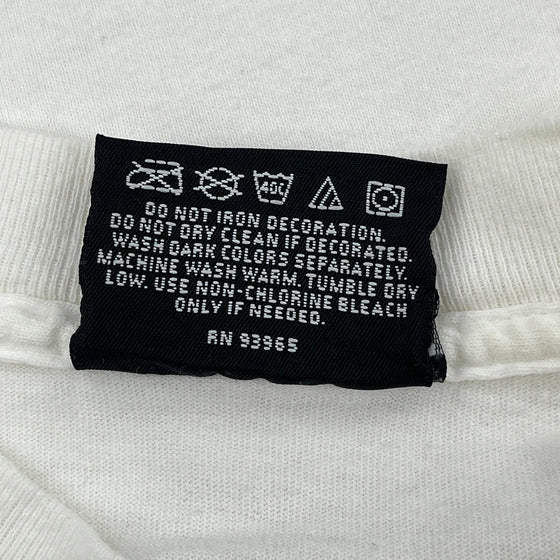 40C
DO NOT IRON DECORATION.
DO NOT DRY CLEAN IF DECORATED.
WASH DARK COLORS SEPARATELY.
MACHINE WASH WARM. TUMBLE DRY
LOW. USE NON-CHLORINE BLEACH
ONLY IF NEEDED.
RN 93965